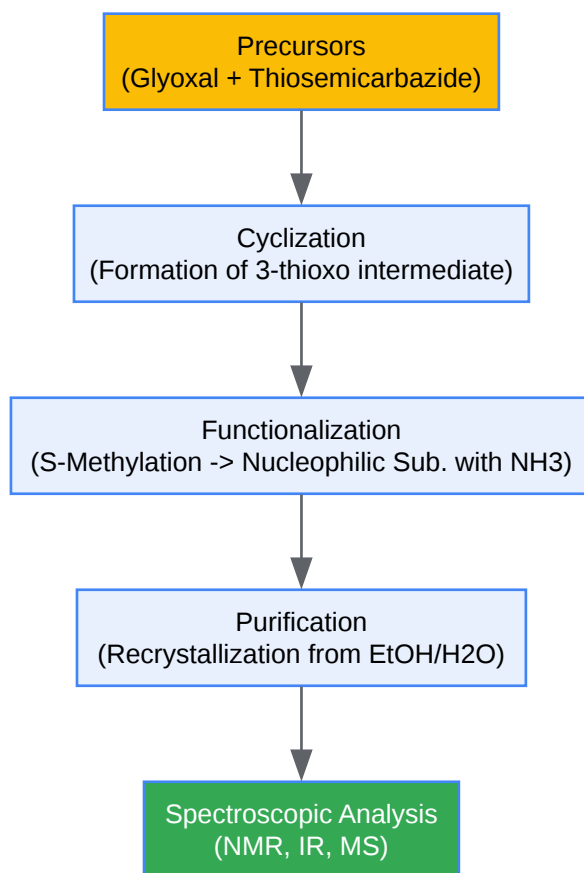 Precursors
(Glyoxal + Thiosemicarbazide)
Cyclization
(Formation of 3-thioxo intermediate)
Functionalization
(S-Methylation -> Nucleophilic Sub. with NH3)
Purification
(Recrystallization from EtOH/H2O)
Spectroscopic Analysis
(NMR, IR, MS)